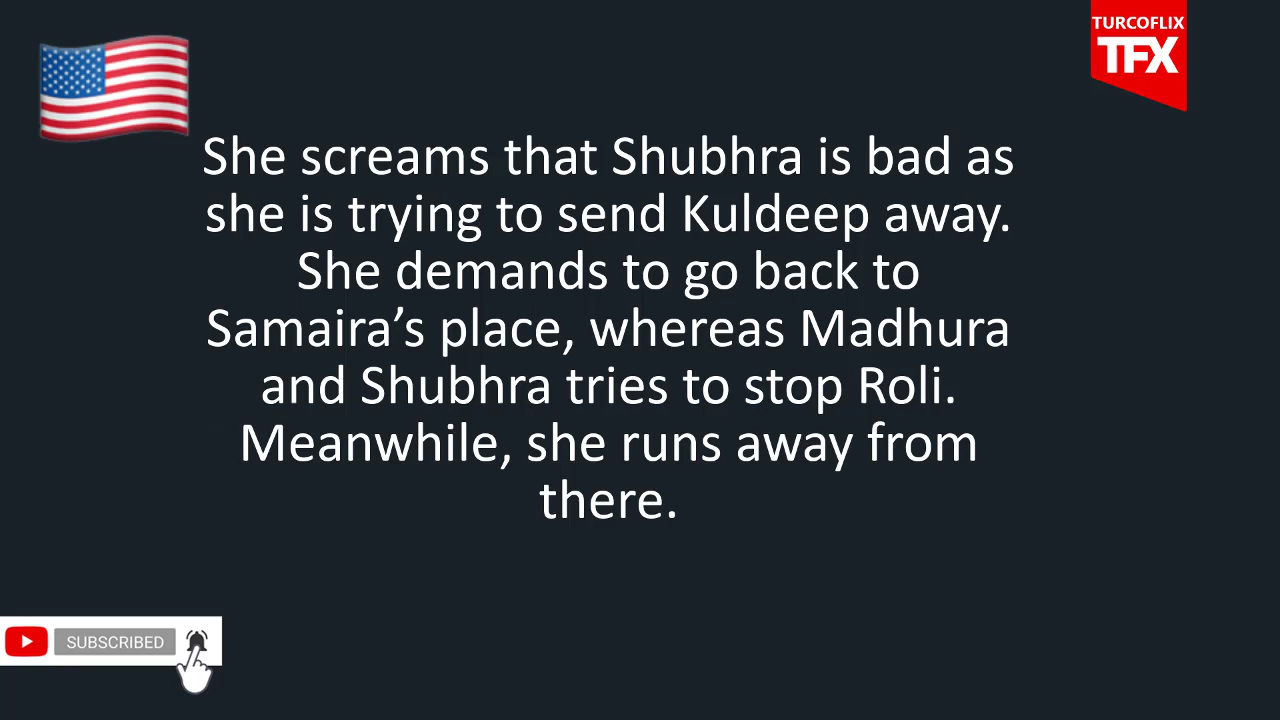 TURCOFLIX
TFX
She screams that Shubhra is bad as
she is trying to send Kuldeep away.
She demands to go back to
Samaira’s place, whereas Madhura
and Shubhra tries to stop Roli.
Meanwhile, she runs away from
there.
SUBSCRIBED